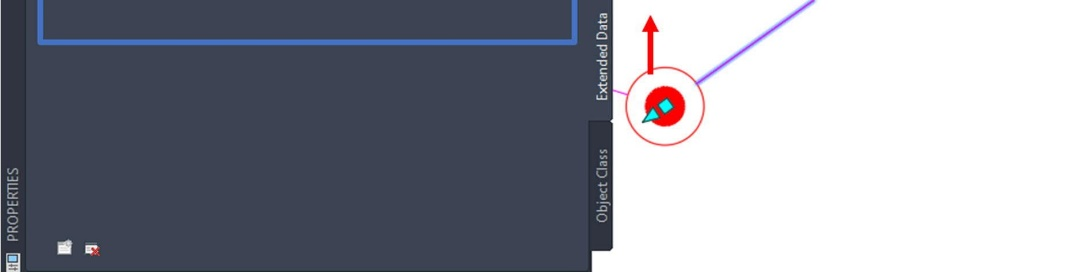 Extended Data
Object Class
PROPERTIES